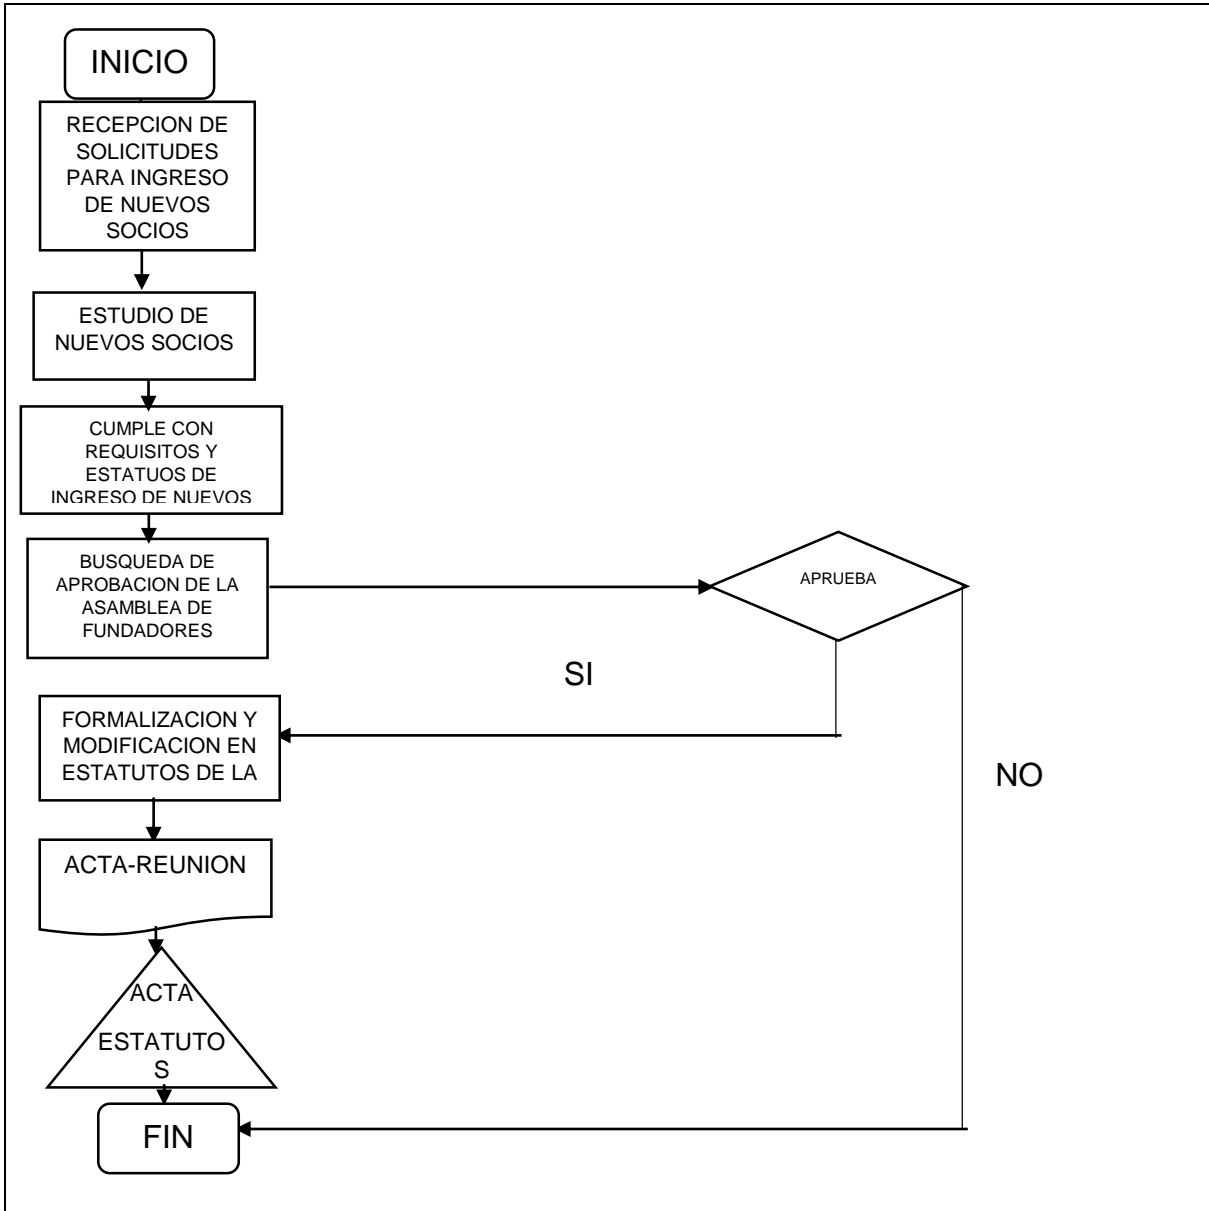 INICIO
RECEPCION DE
SOLICITUDES
PARA INGRESO
DE NUEVOS
SOCIOS
ESTUDIO DE
NUEVOS SOCIOS
CUMPLE CON
REQUISITOS Y
ESTATUOS DE
INGRESO DE NUEVOS
BUSQUEDA DE
APROBACION DE LA
ASAMBLEA DE
FUNDADORES
APRUEBA
SI
FORMALIZACION Y
MODIFICACION EN
ESTATUTOS DE LA
NO
ACTA-REUNION
ACTA
ESTATUTO
S
FIN